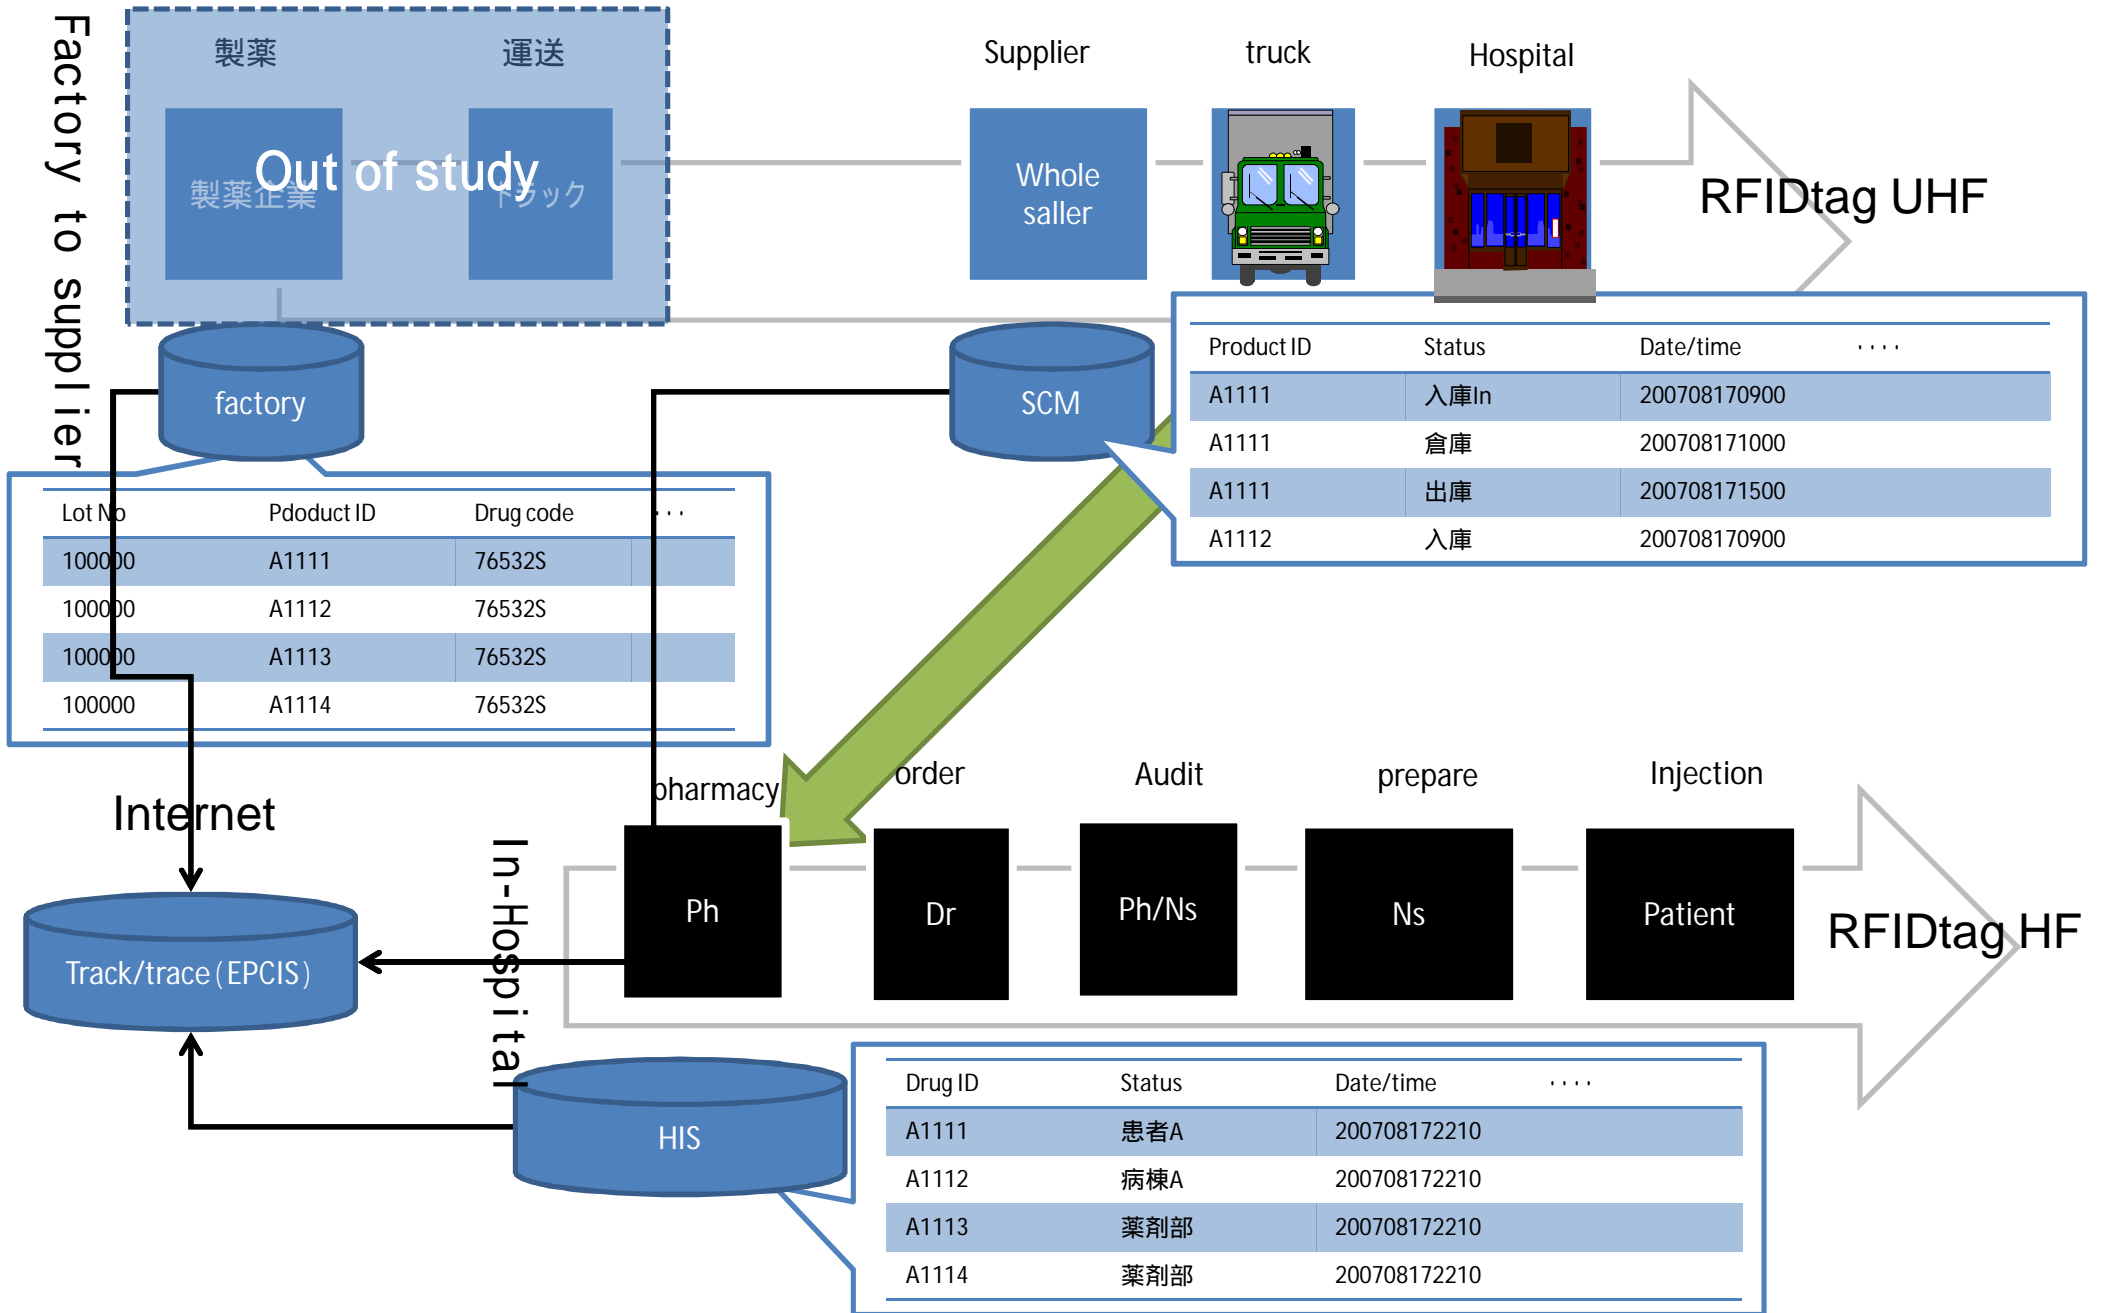 Factory to supplier
製薬
運送
Supplier
truck
Hospital
製薬企業
トラック
Out of study
Whole
saller
RFIDtag UHF
factory
SCM
Product ID Status Date/time ････
A1111 入庫In 200708170900
A1111 倉庫 200708171000
A1111 出庫 200708171500
A1112 入庫 200708170900
Lot No Pdoduct ID Drug code ･･･
100000 A1111 76532S
100000 A1112 76532S
100000 A1113 76532S
100000 A1114 76532S
Internet
In-Hospital
pharmacy
order
Audit
prepare
Injection
Ph
Dr
Ph/Ns
Ns
Patient
RFIDtag HF
Track/trace(EPCIS)
HIS
Drug ID Status Date/time ････
A1111 患者A 200708172210
A1112 病棟A 200708172210
A1113 薬剤部 200708172210
A1114 薬剤部 200708172210